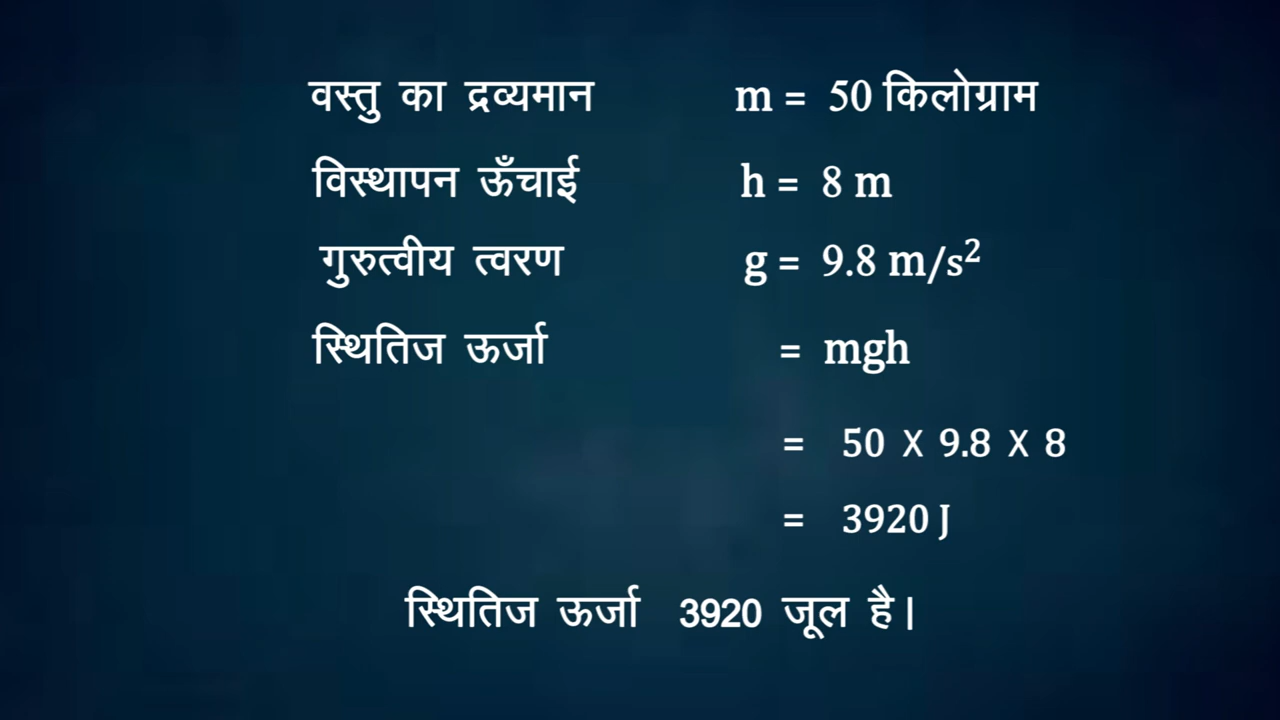 वस्तु का द्रव्यमान m = 50 किलोग्राम
विस्थापन ऊँचाई h = 8 m
गुरुत्वीय त्वरण g = 9.8 m/s²
स्थितिज ऊर्जा = mgh
= 50 X 9.8 X 8
= 3920 J
स्थितिज ऊर्जा 3920 जूल है।